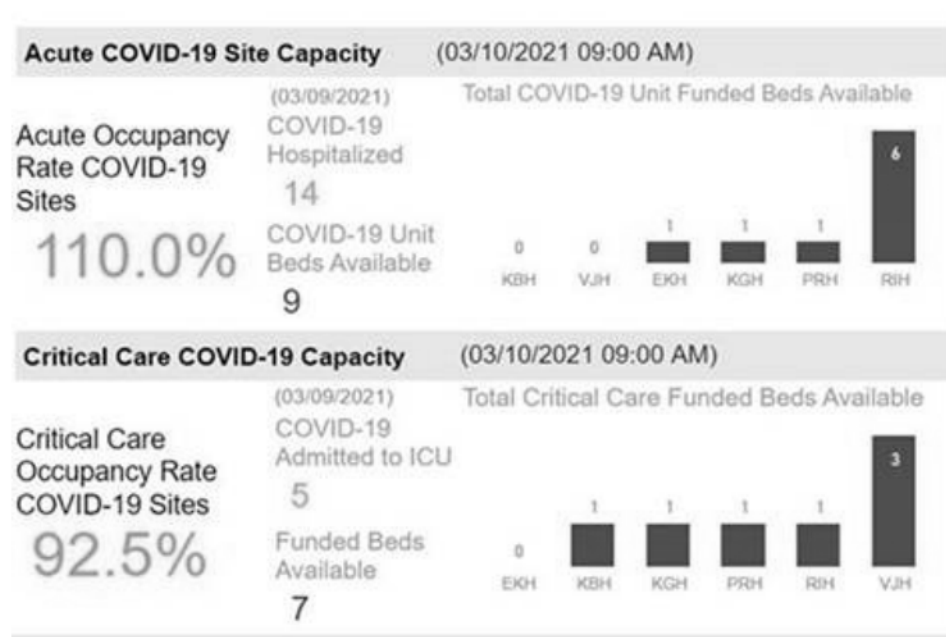 Acute COVID-19 Site Capacity (03/10/2021 09:00 AM)
(03/09/2021)
Acute Occupancy
Rate COVID-19
Sites
110.0%
COVID-19
Hospitalized
14
COVID-19 Unit
Beds Available
9
Total COVID-19 Unit Funded Beds Available
0 0 1 1 1 6
KBH VJH EKH KGH PRH RIH
Critical Care COVID-19 Capacity (03/10/2021 09:00 AM)
(03/09/2021)
Critical Care
Occupancy Rate
COVID-19 Sites
92.5%
COVID-19
Admitted to ICU
5
Funded Beds
Available
7
Total Critical Care Funded Beds Available
0 1 1 1 1 3
EKH KBH KGH PRH RIH VJH